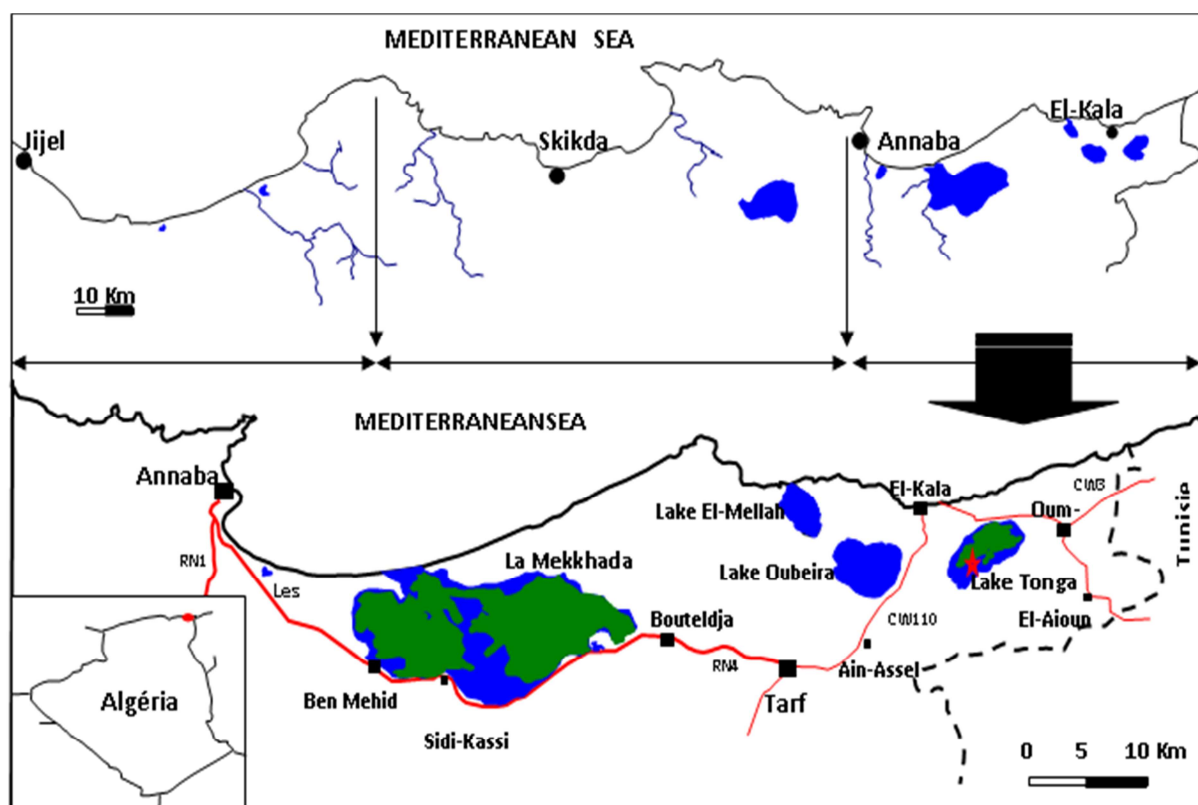 MEDITERRANEAN SEA
Jijel
Skikda
Annaba
El-Kala
10 Km
MEDITERRANEANSEA
Annaba
El-Kala
Oum-
CW3
Tunisie
Lake El-Mellah
RN1
Les
La Mekkhada
Lake Oubeira
Lake Tonga
El-Aioun
Bouteldja
CW110
RN4
Ain-Assel
Ben Mehid
Tarf
Sidi-Kassi
Algéria
0 5 10 Km